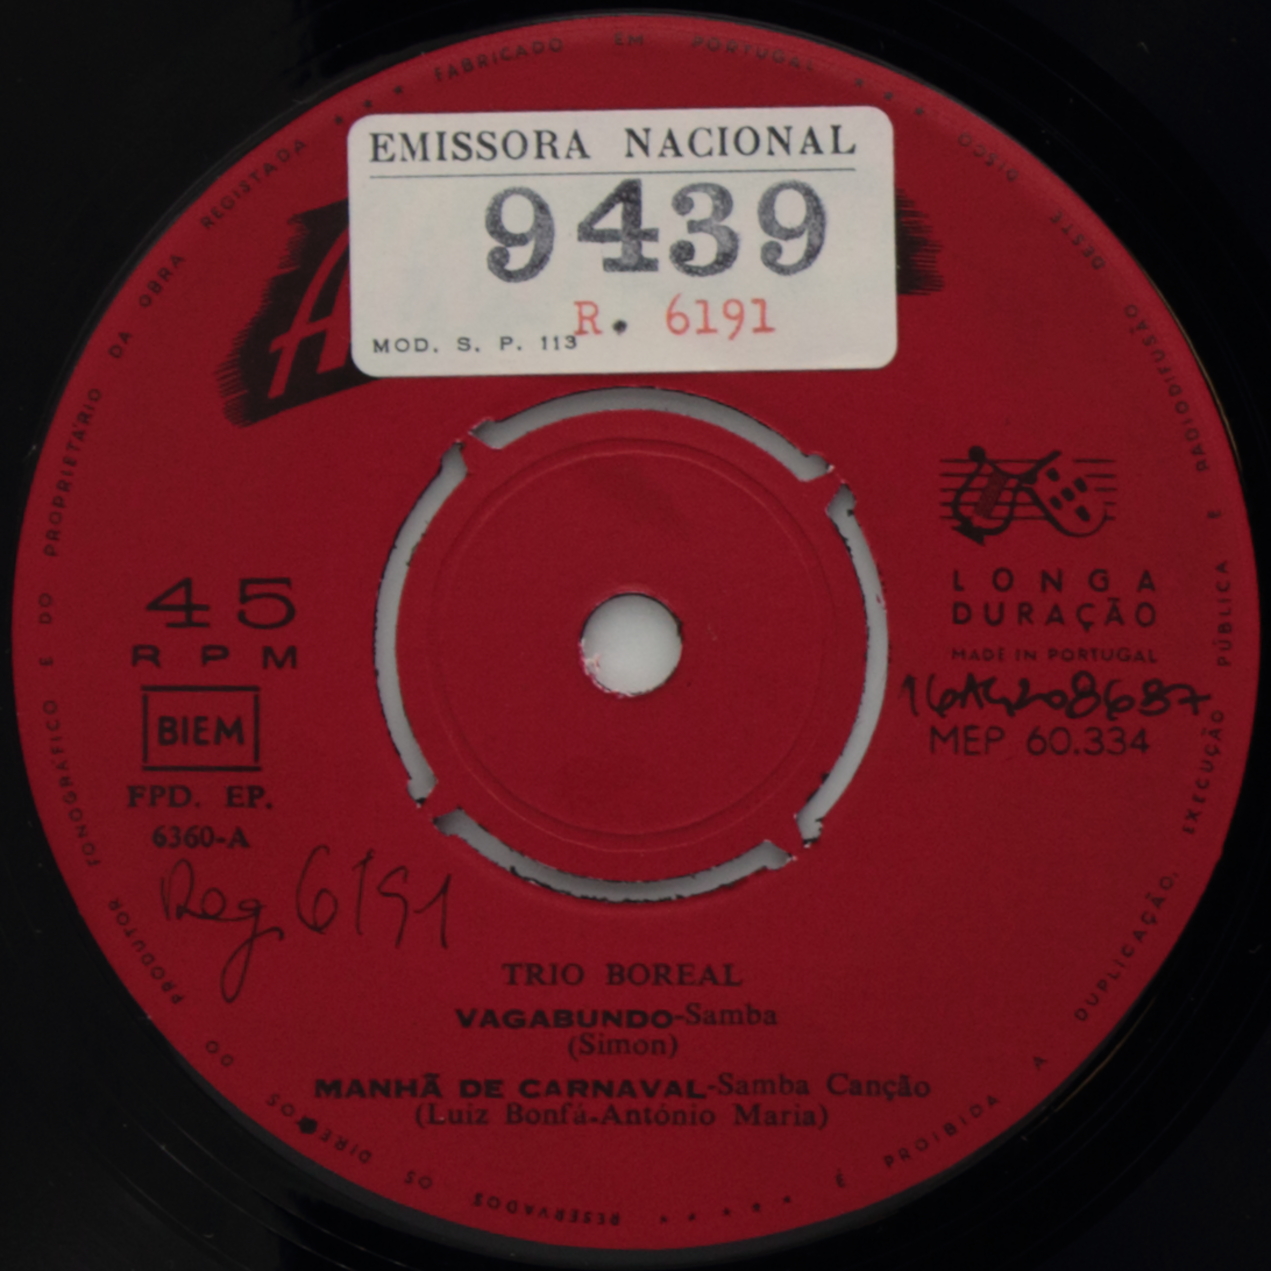 FABRICADO EM PORTUGAL
EMISSORA NACIONAL
9439
R. 6191
MOD. S. P. 113
A
45
RPM
BIEM
FPD. EP.
6360-A
Reg. 6191
LONGA
DURAÇÃO
MADE IN PORTUGAL
MEP 60.334
TRIO BOREAL
VAGABUNDO-Samba
(Simon)
MANHÃ DE CARNAVAL-Samba Canção
(Luiz Bonfá-António Maria)
* * * * * RESERVADOS OS DIREITOS DO PRODUTOR FONOGRÁFICO E DO PROPRIETÁRIO DA OBRA REGISTADA * * *
É PROIBIDA A DUPLICAÇÃO, EXECUÇÃO PÚBLICA E RADIODIFUSÃO DESTE DISCO * * *